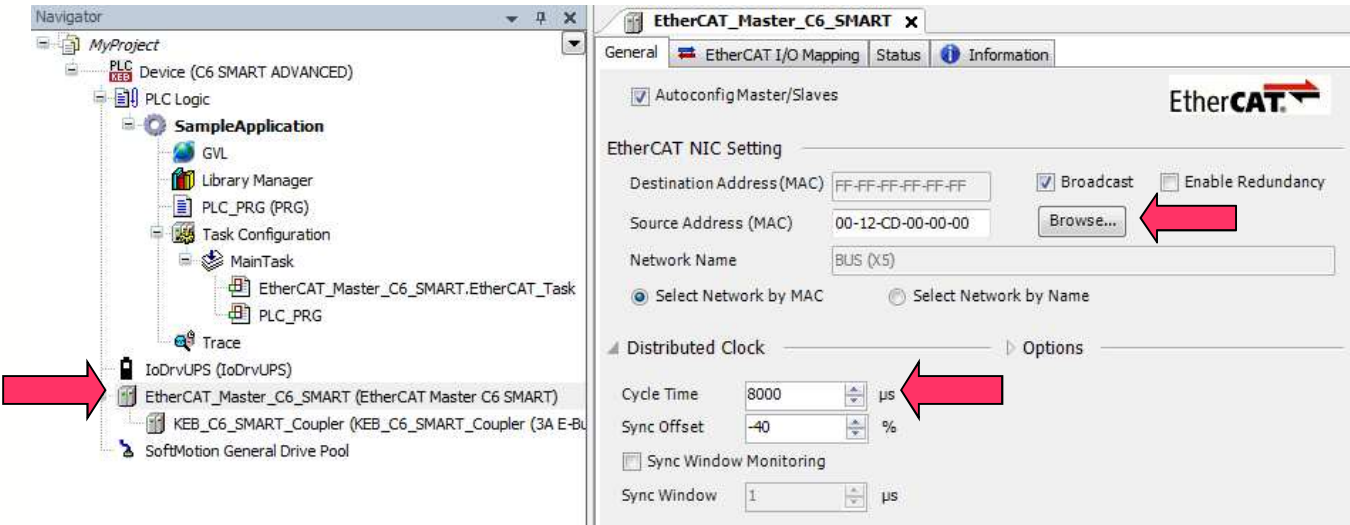 Navigator
MyProject
PLC KEB Device (C6 SMART ADVANCED)
PLC Logic
SampleApplication
GVL
Library Manager
PLC_PRG (PRG)
Task Configuration
MainTask
EtherCAT_Master_C6_SMART.EtherCAT_Task
PLC_PRG
Trace
IoDrvUPS (IoDrvUPS)
EtherCAT_Master_C6_SMART (EtherCAT Master C6 SMART)
KEB_C6_SMART_Coupler (KEB_C6_SMART_Coupler (3A E-Bu
SoftMotion General Drive Pool
EtherCAT_Master_C6_SMART x
General EtherCAT I/O Mapping Status Information
Autoconfig Master/Slaves
EtherCAT.
EtherCAT NIC Setting
Destination Address (MAC) FF-FF-FF-FF-FF-FF Broadcast Enable Redundancy
Source Address (MAC) 00-12-CD-00-00-00 Browse...
Network Name BUS (X5)
Select Network by MAC Select Network by Name
Distributed Clock Options
Cycle Time 8000 µs
Sync Offset -40 %
Sync Window Monitoring
Sync Window 1 µs